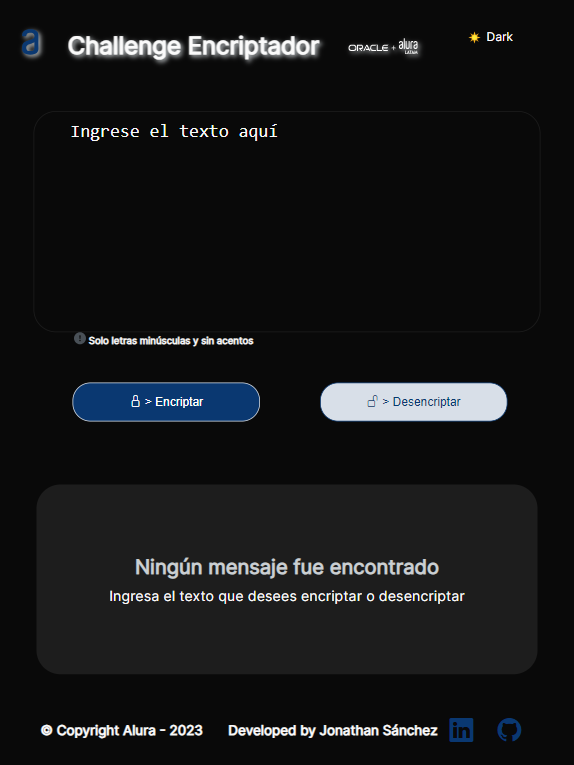 a Challenge Encriptador ORACLE + alura LATAM Dark
Ingrese el texto aquí
Solo letras minúsculas y sin acentos
> Encriptar > Desencriptar
Ningún mensaje fue encontrado
Ingresa el texto que desees encriptar o desencriptar
© Copyright Alura - 2023 Developed by Jonathan Sánchez in